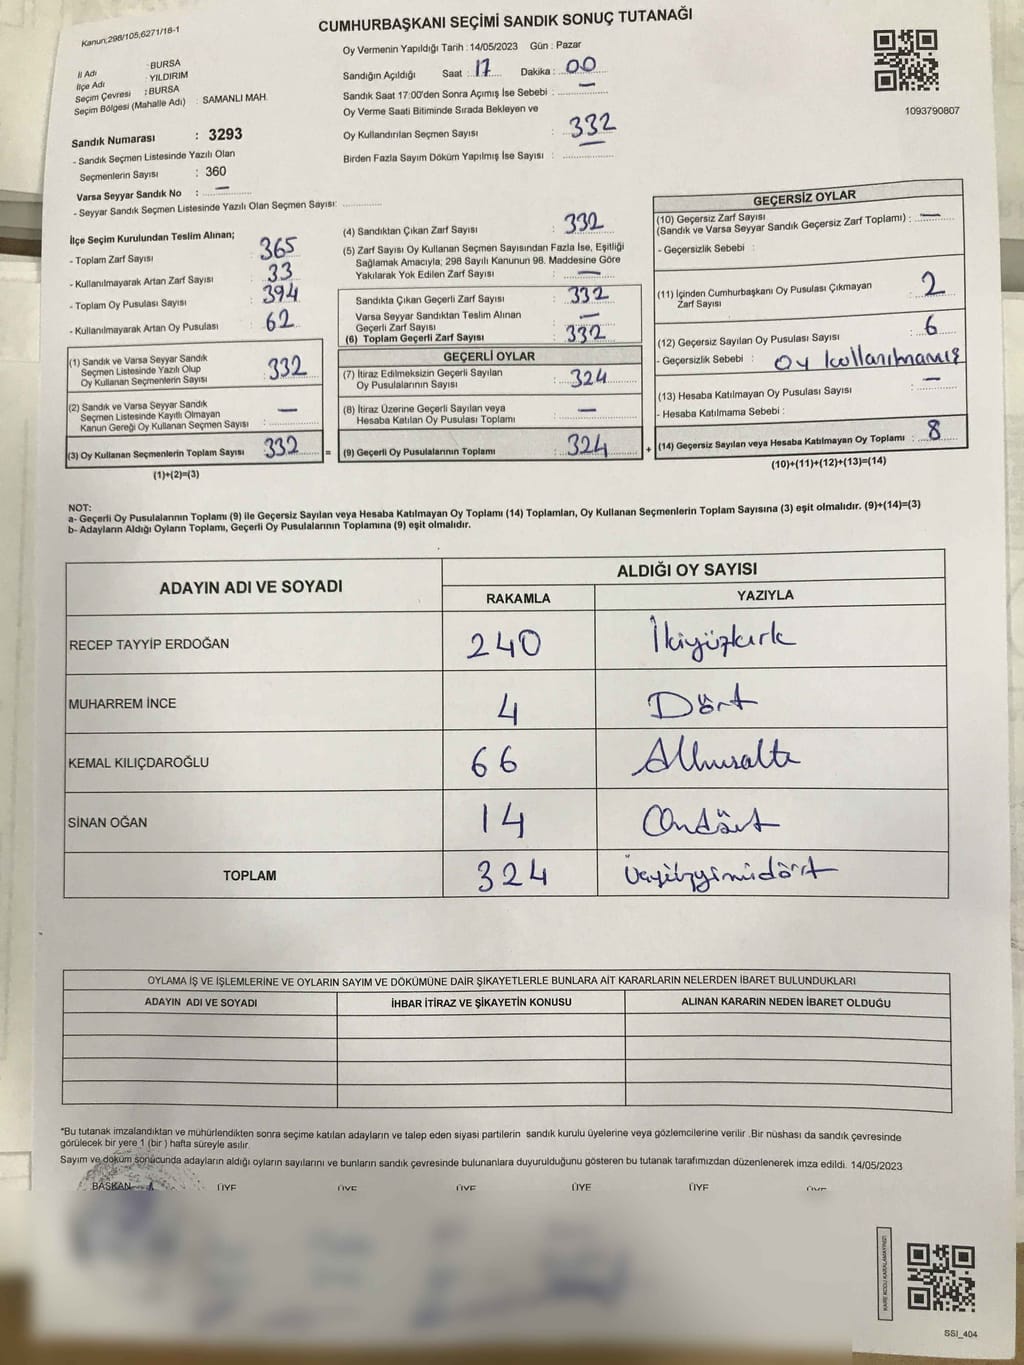 Kanun;298/105,6271/18-1
CUMHURBAŞKANI SEÇİMİ SANDIK SONUÇ TUTANAĞI
İl Adı : BURSA
İlçe Adı : YILDIRIM
Seçim Çevresi : BURSA
Seçim Bölgesi (Mahalle Adı) : SAMANLI MAH.
Sandık Numarası : 3293
- Sandık Seçmen Listesinde Yazılı Olan
Seçmenlerin Sayısı : 360
Varsa Seyyar Sandık No : —
- Seyyar Sandık Seçmen Listesinde Yazılı Olan Seçmen Sayısı:
Oy Vermenin Yapıldığı Tarih : 14/05/2023 Gün : Pazar
Sandığın Açıldığı Saat : 17 Dakika : 00
Sandık Saat 17:00'den Sonra Açımış İse Sebebi : —
Oy Verme Saati Bitiminde Sırada Bekleyen ve
Oy Kullandırılan Seçmen Sayısı : 332
Birden Fazla Sayım Döküm Yapılmış İse Sayısı :
1093790807
İlçe Seçim Kurulundan Teslim Alınan;
- Toplam Zarf Sayısı : 365
- Kullanılmayarak Artan Zarf Sayısı : 33
- Toplam Oy Pusulası Sayısı : 394
- Kullanılmayarak Artan Oy Pusulası : 62
(1) Sandık ve Varsa Seyyar Sandık
Seçmen Listesinde Yazılı Olup
Oy Kullanan Seçmenlerin Sayısı : 332
(2) Sandık ve Varsa Seyyar Sandık
Seçmen Listesinde Kayıtlı Olmayan
Kanun Gereği Oy Kullanan Seçmen Sayısı : —
(3) Oy Kullanan Seçmenlerin Toplam Sayısı 332 =
(1)+(2)=(3)
(4) Sandıktan Çıkan Zarf Sayısı : 332
(5) Zarf Sayısı Oy Kullanan Seçmen Sayısından Fazla İse, Eşitliği
Sağlamak Amacıyla; 298 Sayılı Kanunun 98. Maddesine Göre
Yakılarak Yok Edilen Zarf Sayısı : —
Sandıkta Çıkan Geçerli Zarf Sayısı : 332
Varsa Seyyar Sandıktan Teslim Alınan
Geçerli Zarf Sayısı : —
(6) Toplam Geçerli Zarf Sayısı : 332
GEÇERLİ OYLAR
(7) İtiraz Edilmeksizin Geçerli Sayılan
Oy Pusulalarının Sayısı : 324
(8) İtiraz Üzerine Geçerli Sayılan veya
Hesaba Katılan Oy Pusulası Toplamı : —
(9) Geçerli Oy Pusulalarının Toplamı : 324 +
GEÇERSİZ OYLAR
(10) Geçersiz Zarf Sayısı
(Sandık ve Varsa Seyyar Sandık Geçersiz Zarf Toplamı) : —
- Geçersizlik Sebebi :
(11) İçinden Cumhurbaşkanı Oy Pusulası Çıkmayan
Zarf Sayısı : 2
(12) Geçersiz Sayılan Oy Pusulası Sayısı : 6
- Geçersizlik Sebebi : Oy kullanılmamış
(13) Hesaba Katılmayan Oy Pusulası Sayısı : —
- Hesaba Katılmama Sebebi :
(14) Geçersiz Sayılan veya Hesaba Katılmayan Oy Toplamı : 8
(10)+(11)+(12)+(13)=(14)
NOT:
a- Geçerli Oy Pusulalarının Toplamı (9) ile Geçersiz Sayılan veya Hesaba Katılmayan Oy Toplamı (14) Toplamları, Oy Kullanan Seçmenlerin Toplam Sayısına (3) eşit olmalıdır. (9)+(14)=(3)
b- Adayların Aldığı Oyların Toplamı, Geçerli Oy Pusulalarının Toplamına (9) eşit olmalıdır.
ADAYIN ADI VE SOYADI ALDIĞI OY SAYISI
RAKAMLA YAZIYLA
RECEP TAYYİP ERDOĞAN 240 İkiyüzkırk
MUHARREM İNCE 4 Dört
KEMAL KILIÇDAROĞLU 66 Altmışaltı
SİNAN OĞAN 14 Ondört
TOPLAM 324 Üçyüzyirmidört
OYLAMA İŞ VE İŞLEMLERİNE VE OYLARIN SAYIM VE DÖKÜMÜNE DAİR ŞİKAYETLERLE BUNLARA AİT KARARLARIN NELERDEN İBARET BULUNDUKLARI
ADAYIN ADI VE SOYADI İHBAR İTİRAZ VE ŞİKAYETİN KONUSU ALINAN KARARIN NEDEN İBARET OLDUĞU
*Bu tutanak imzalandıktan ve mühürlendikten sonra seçime katılan adayların ve talep eden siyasi partilerin sandık kurulu üyelerine veya gözlemcilerine verilir .Bir nüshası da sandık çevresinde
görülecek bir yere 1 (bir ) hafta süreyle asılır.
Sayım ve döküm sonucunda adayların aldığı oyların sayılarını ve bunların sandık çevresinde bulunanlara duyurulduğunu gösteren bu tutanak tarafımızdan düzenlenerek imza edildi. 14/05/2023
BAŞKAN ÜYE ÜYE ÜYE ÜYE ÜYE ÜYE
KARE KODU KARALAMAYINIZ!
SSI_404